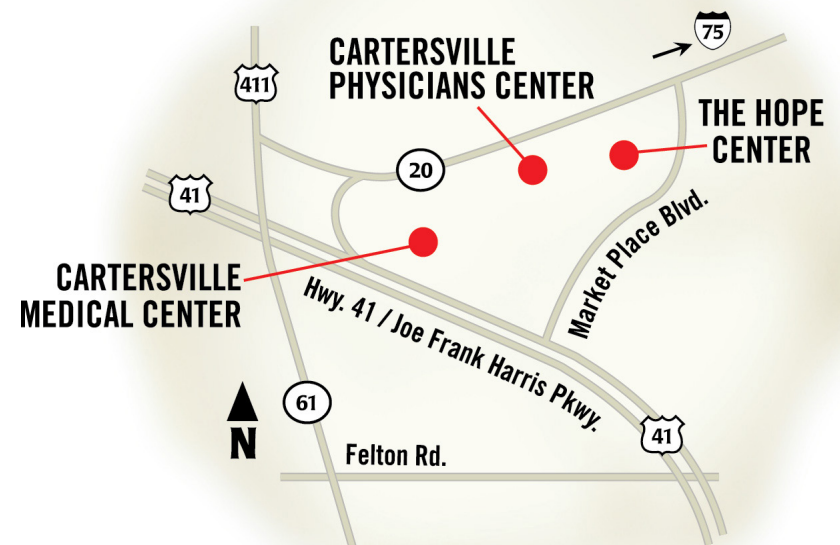 75
CARTERSVILLE
PHYSICIANS CENTER
411
THE HOPE
CENTER
20
41
Market Place Blvd.
CARTERSVILLE
MEDICAL CENTER
Hwy. 41 / Joe Frank Harris Pkwy.
61
N
41
Felton Rd.